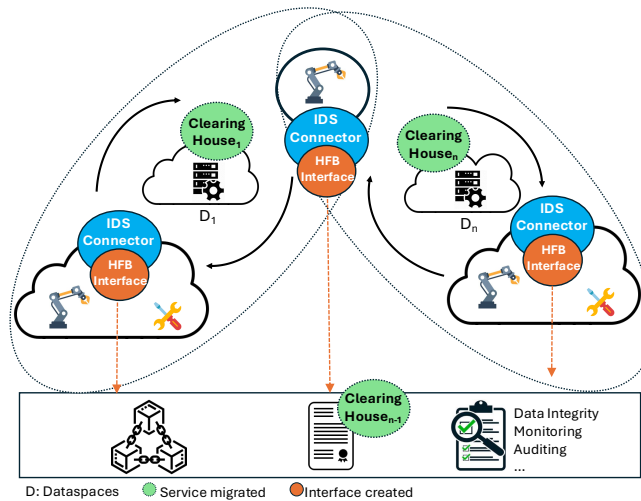 IDS
Connector
HFB
Interface
Clearing
House₁
D₁
Clearing
Houseₙ
Dₙ
IDS
Connector
HFB
Interface
IDS
Connector
HFB
Interface
Clearing
Houseₙ₋₁
Data Integrity
Monitoring
Auditing
...
D: Dataspaces Service migrated Interface created